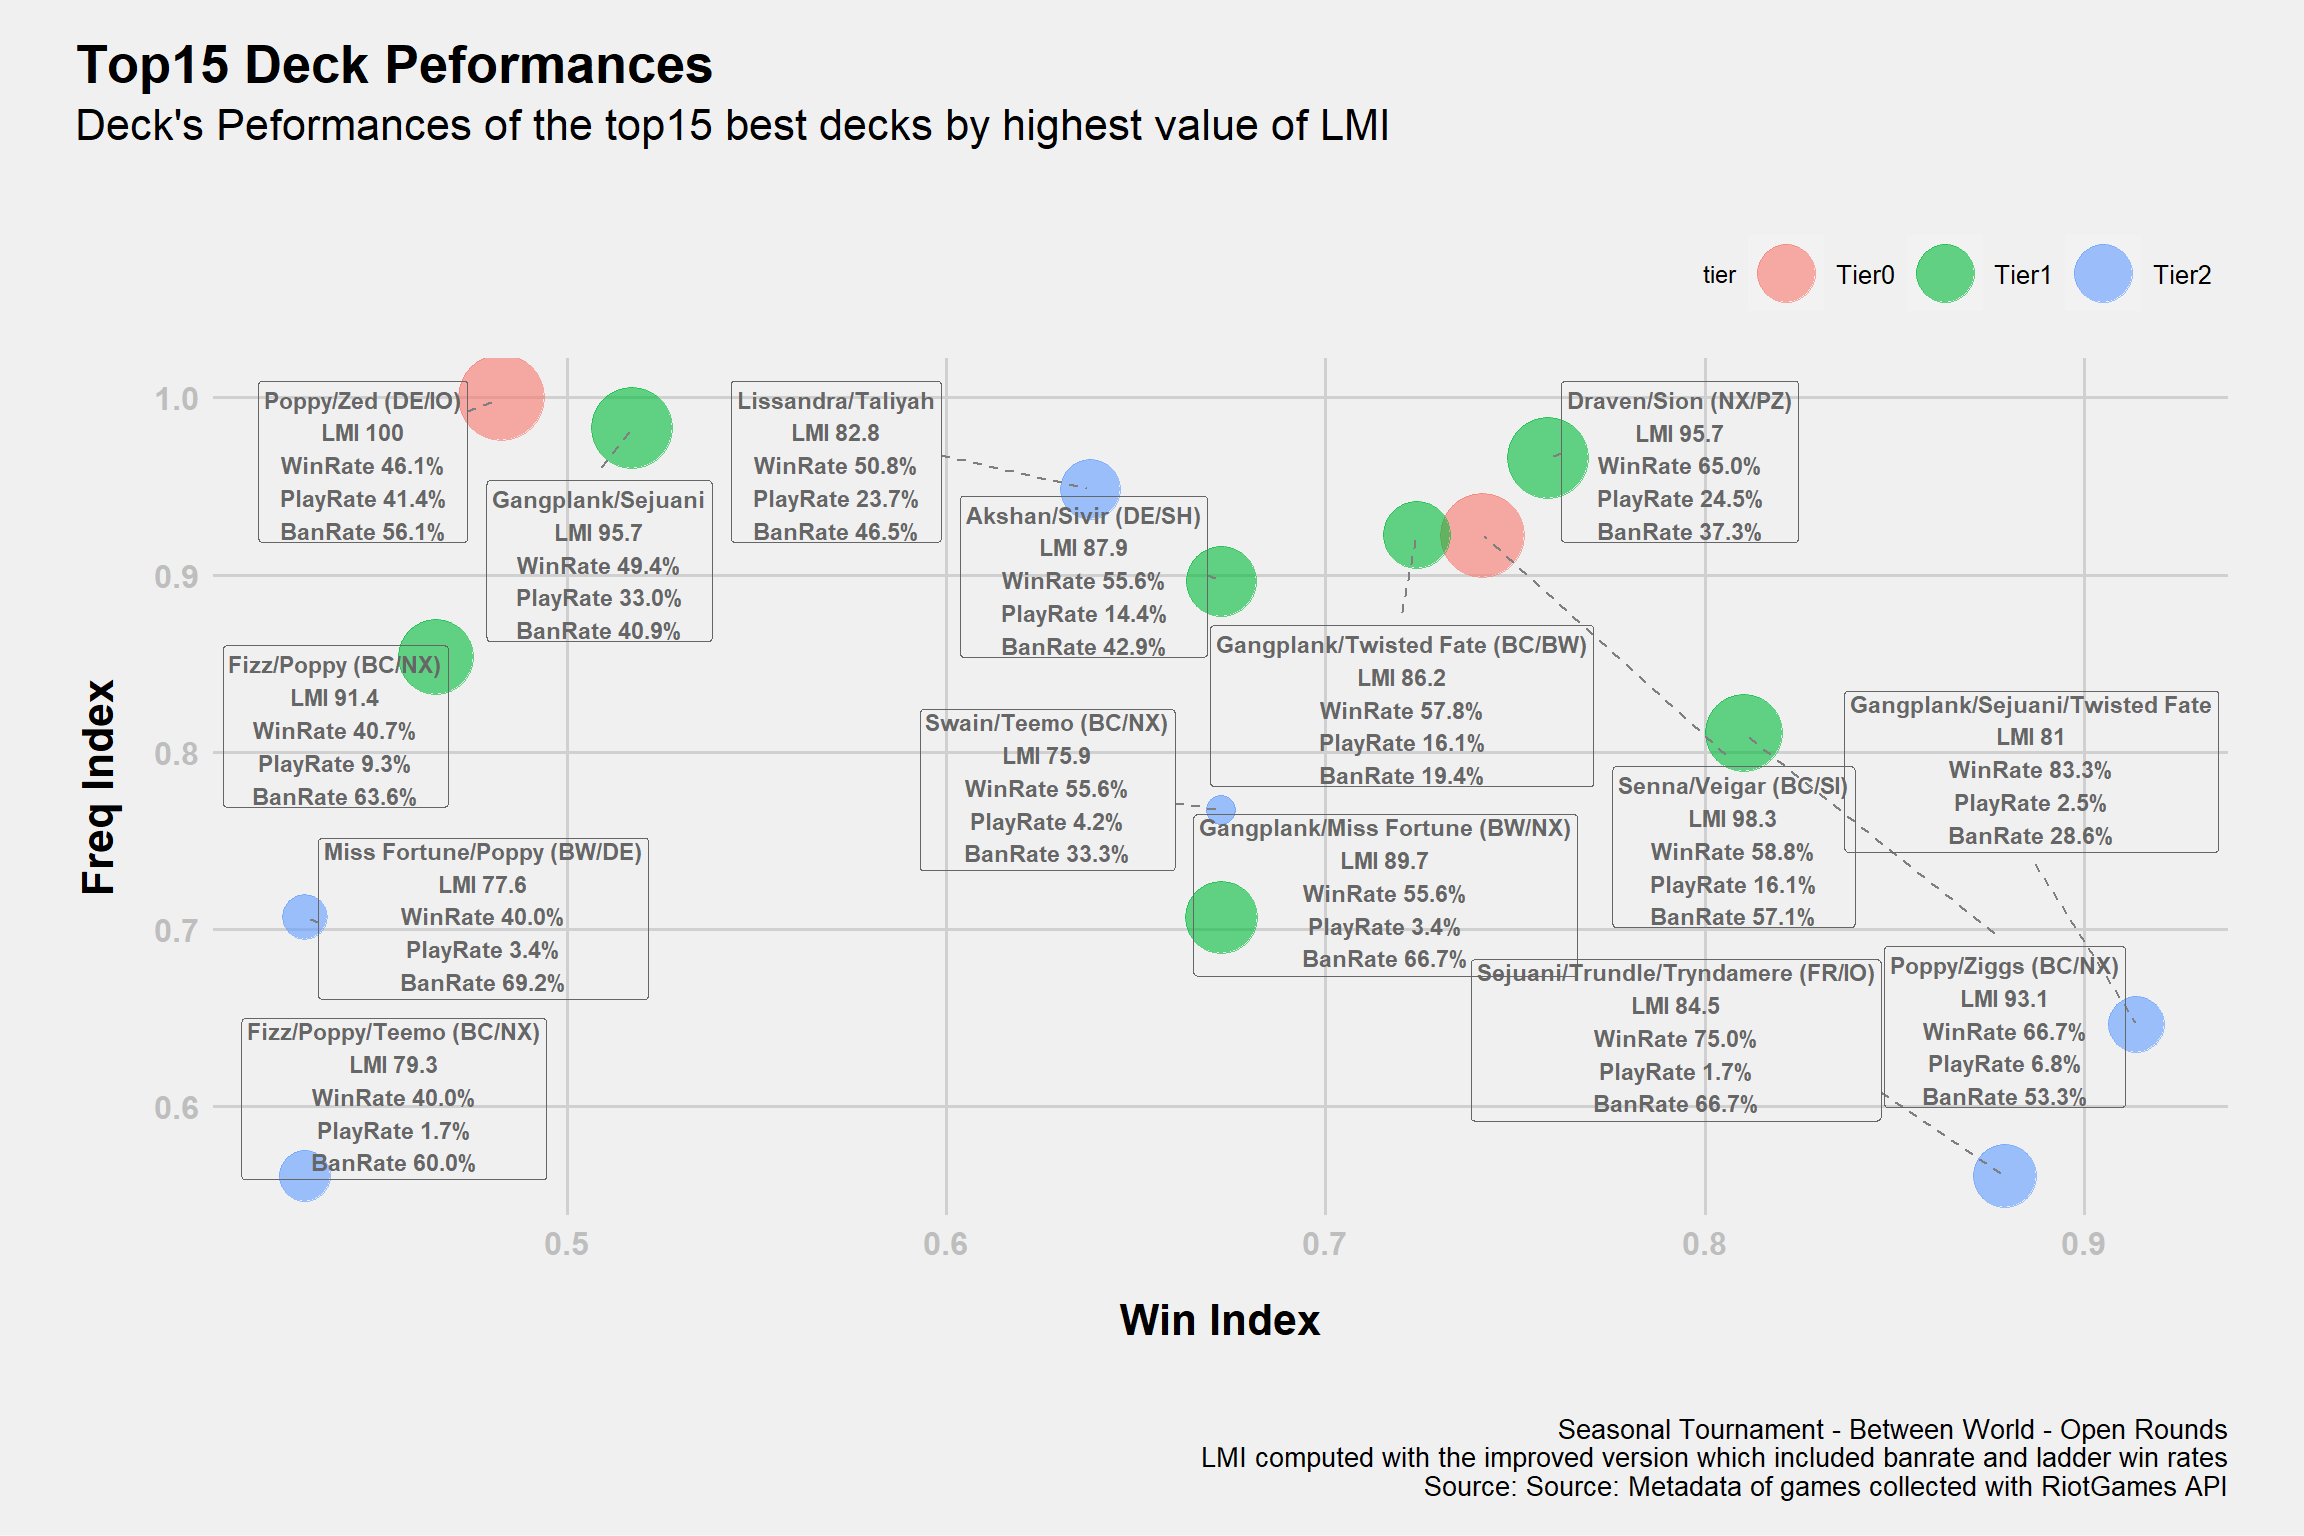 Top15 Deck Peformances
Deck's Peformances of the top15 best decks by highest value of LMI
tier
Tier0
Tier1
Tier2
Freq Index
1.0
0.9
0.8
0.7
0.6
Poppy/Zed (DE/IO)
LMI 100
WinRate 46.1%
PlayRate 41.4%
BanRate 56.1%
Gangplank/Sejuani
LMI 95.7
WinRate 49.4%
PlayRate 33.0%
BanRate 40.9%
Lissandra/Taliyah
LMI 82.8
WinRate 50.8%
PlayRate 23.7%
BanRate 46.5%
Akshan/Sivir (DE/SH)
LMI 87.9
WinRate 55.6%
PlayRate 14.4%
BanRate 42.9%
Draven/Sion (NX/PZ)
LMI 95.7
WinRate 65.0%
PlayRate 24.5%
BanRate 37.3%
Gangplank/Twisted Fate (BC/BW)
LMI 86.2
WinRate 57.8%
PlayRate 16.1%
BanRate 19.4%
Fizz/Poppy (BC/NX)
LMI 91.4
WinRate 40.7%
PlayRate 9.3%
BanRate 63.6%
Swain/Teemo (BC/NX)
LMI 75.9
WinRate 55.6%
PlayRate 4.2%
BanRate 33.3%
Gangplank/Sejuani/Twisted Fate
LMI 81
WinRate 83.3%
PlayRate 2.5%
BanRate 28.6%
Senna/Veigar (BC/SI)
LMI 98.3
WinRate 58.8%
PlayRate 16.1%
BanRate 57.1%
Gangplank/Miss Fortune (BW/NX)
LMI 89.7
WinRate 55.6%
PlayRate 3.4%
BanRate 66.7%
Miss Fortune/Poppy (BW/DE)
LMI 77.6
WinRate 40.0%
PlayRate 3.4%
BanRate 69.2%
Sejuani/Trundle/Tryndamere (FR/IO)
LMI 84.5
WinRate 75.0%
PlayRate 1.7%
BanRate 66.7%
Poppy/Ziggs (BC/NX)
LMI 93.1
WinRate 66.7%
PlayRate 6.8%
BanRate 53.3%
Fizz/Poppy/Teemo (BC/NX)
LMI 79.3
WinRate 40.0%
PlayRate 1.7%
BanRate 60.0%
0.5
0.6
0.7
0.8
0.9
Win Index
Seasonal Tournament - Between World - Open Rounds
LMI computed with the improved version which included banrate and ladder win rates
Source: Source: Metadata of games collected with RiotGames API